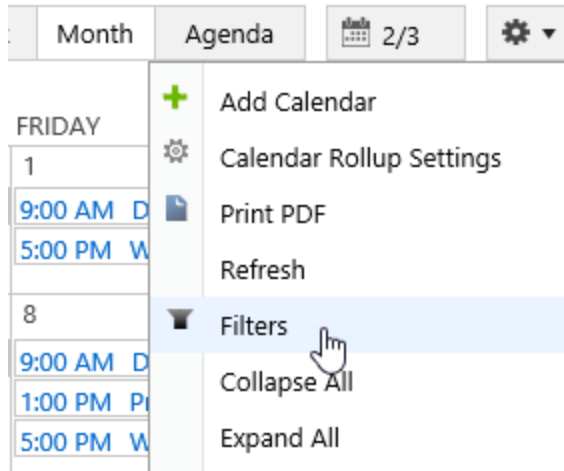 Month Agenda 2/3
FRIDAY
1
9:00 AM D
5:00 PM W
8
9:00 AM D
1:00 PM
5:00 PM W
Add Calendar
Calendar Rollup Settings
Print PDF
Refresh
Filters
Collapse All
Expand All